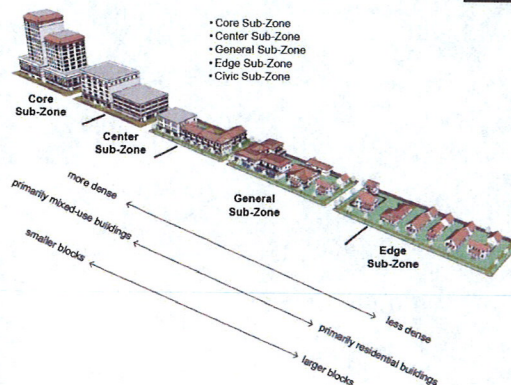 • Core Sub-Zone
• Center Sub-Zone
• General Sub-Zone
• Edge Sub-Zone
• Civic Sub-Zone
Core
Sub-Zone
Center
Sub-Zone
General
Sub-Zone
Edge
Sub-Zone
more dense
less dense
primarily mixed-use buildings
primarily residential buildings
smaller blocks
larger blocks